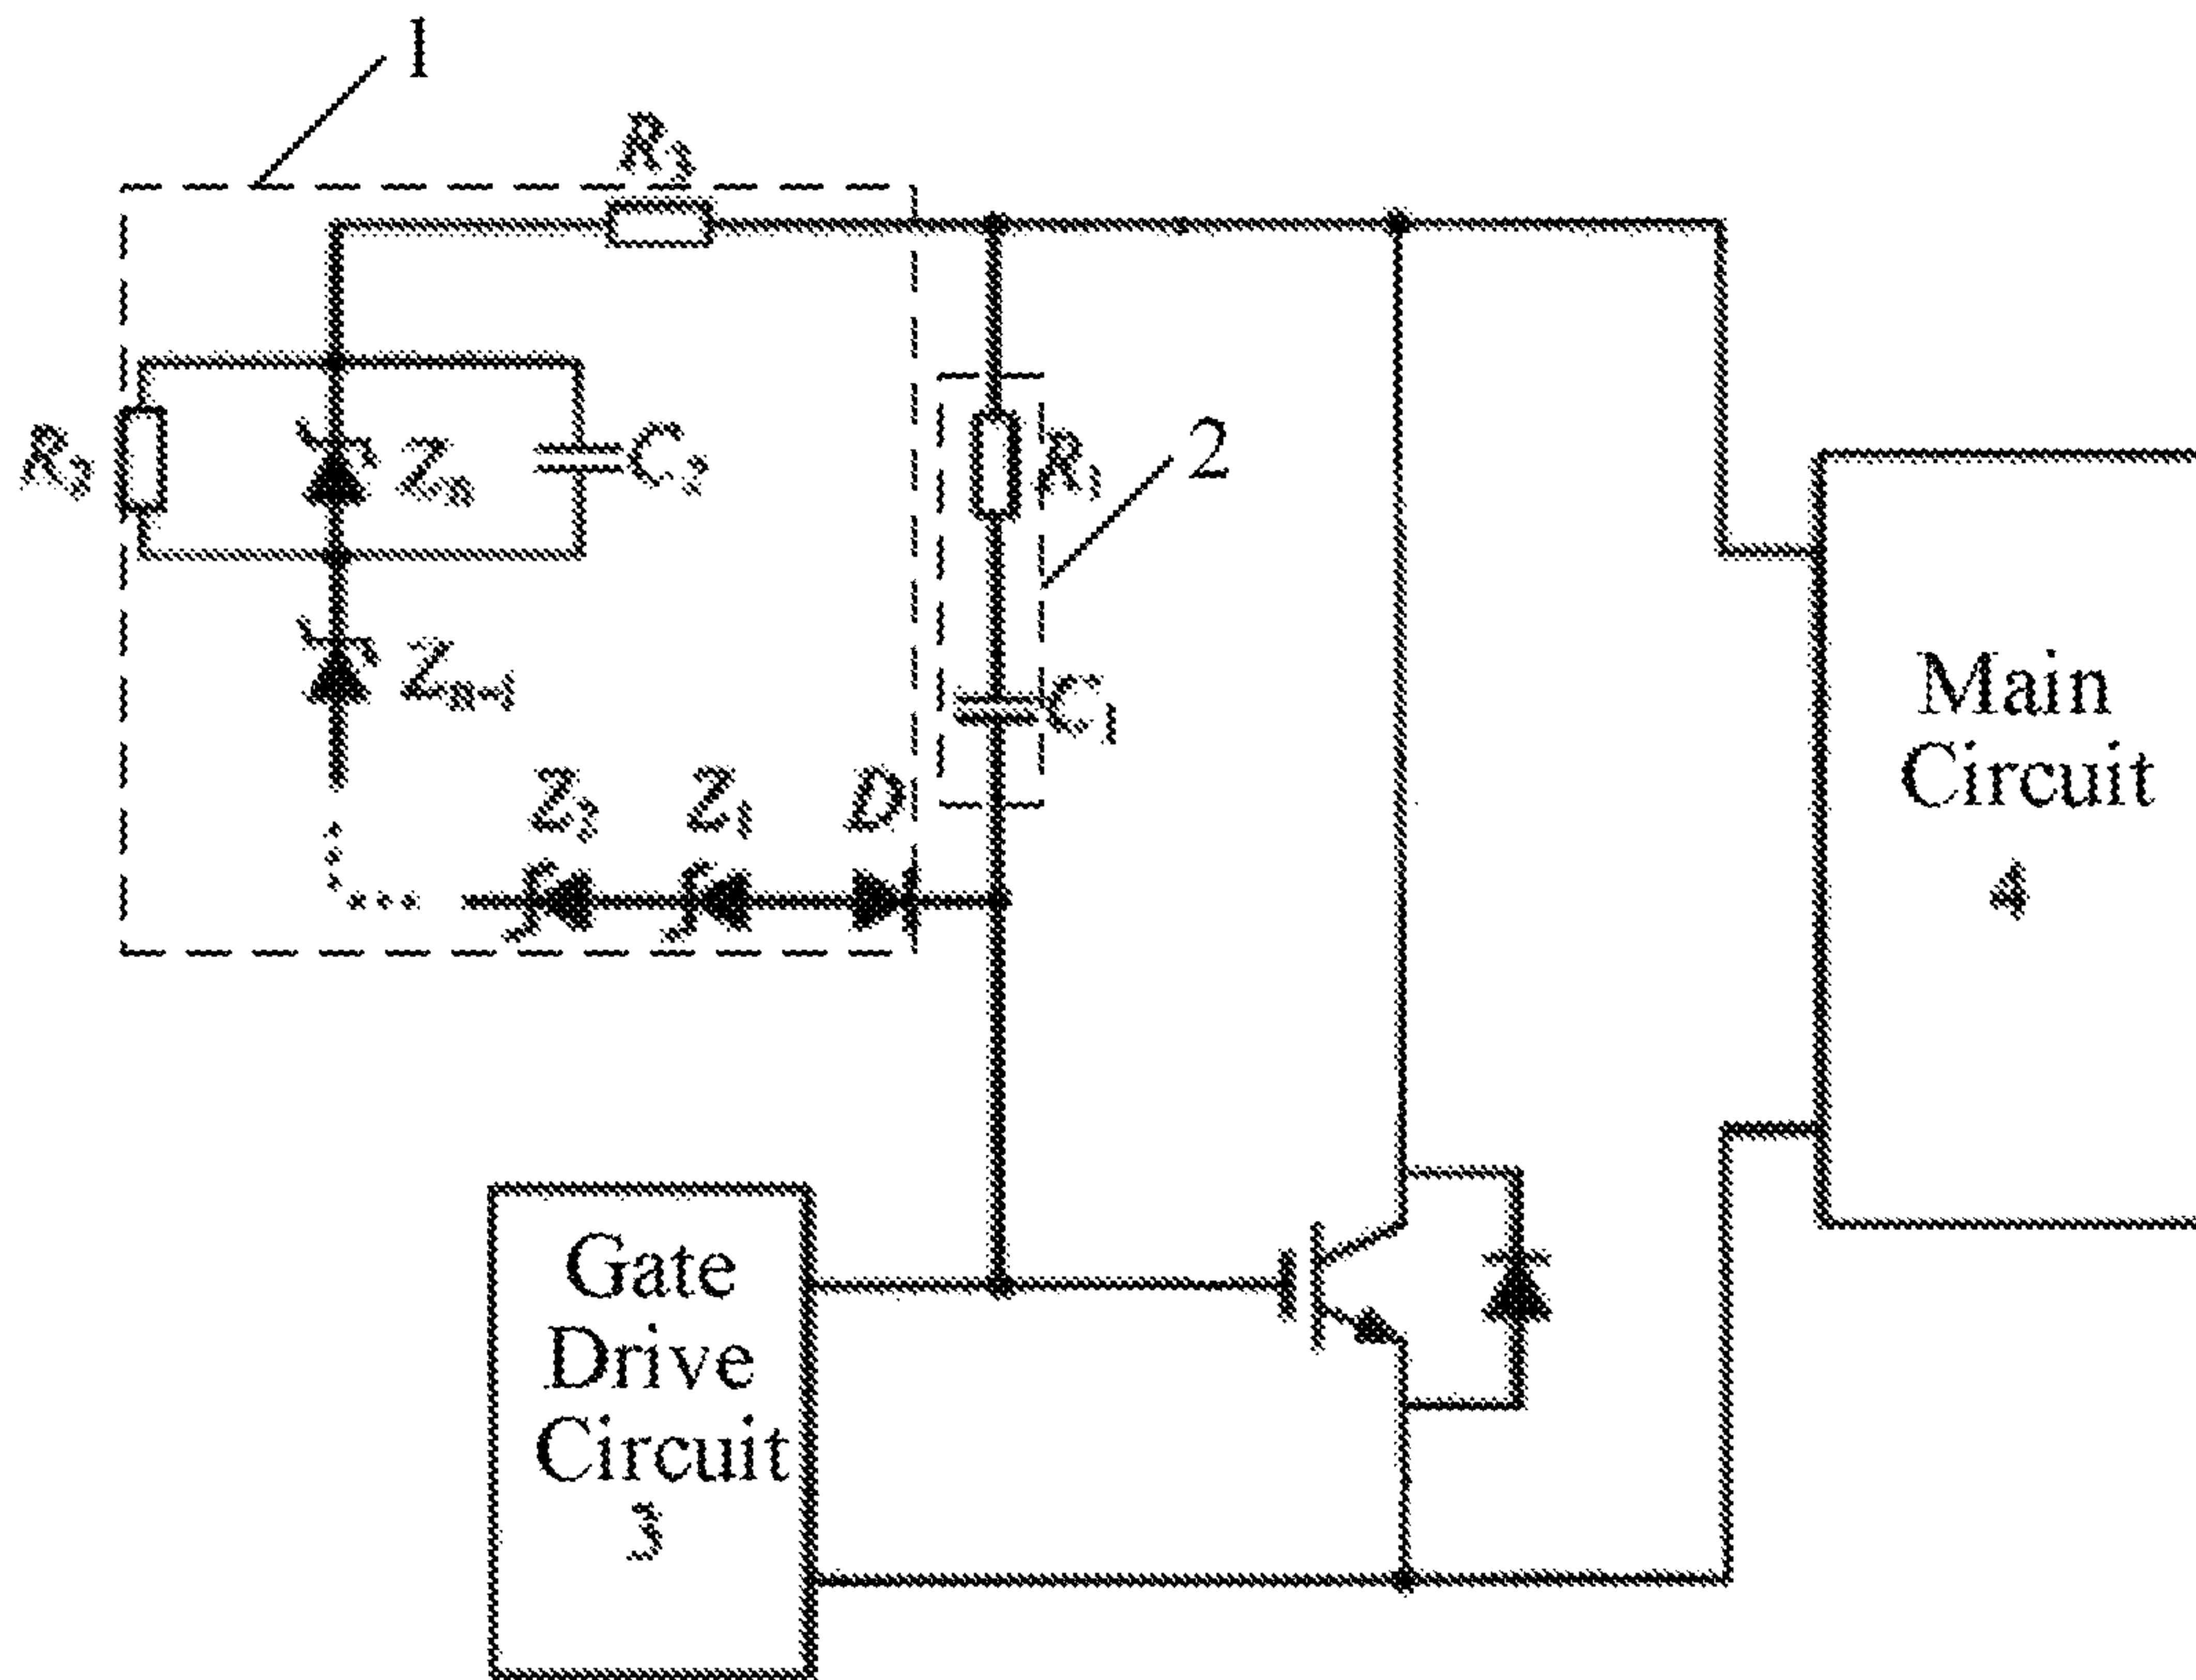 1
R₃
R₂
Zₙ
C₂
R₁
2
Zₙ₋₁
C₁
Z₂
Z₁
D
Main
Circuit
4
Gate
Drive
Circuit
3